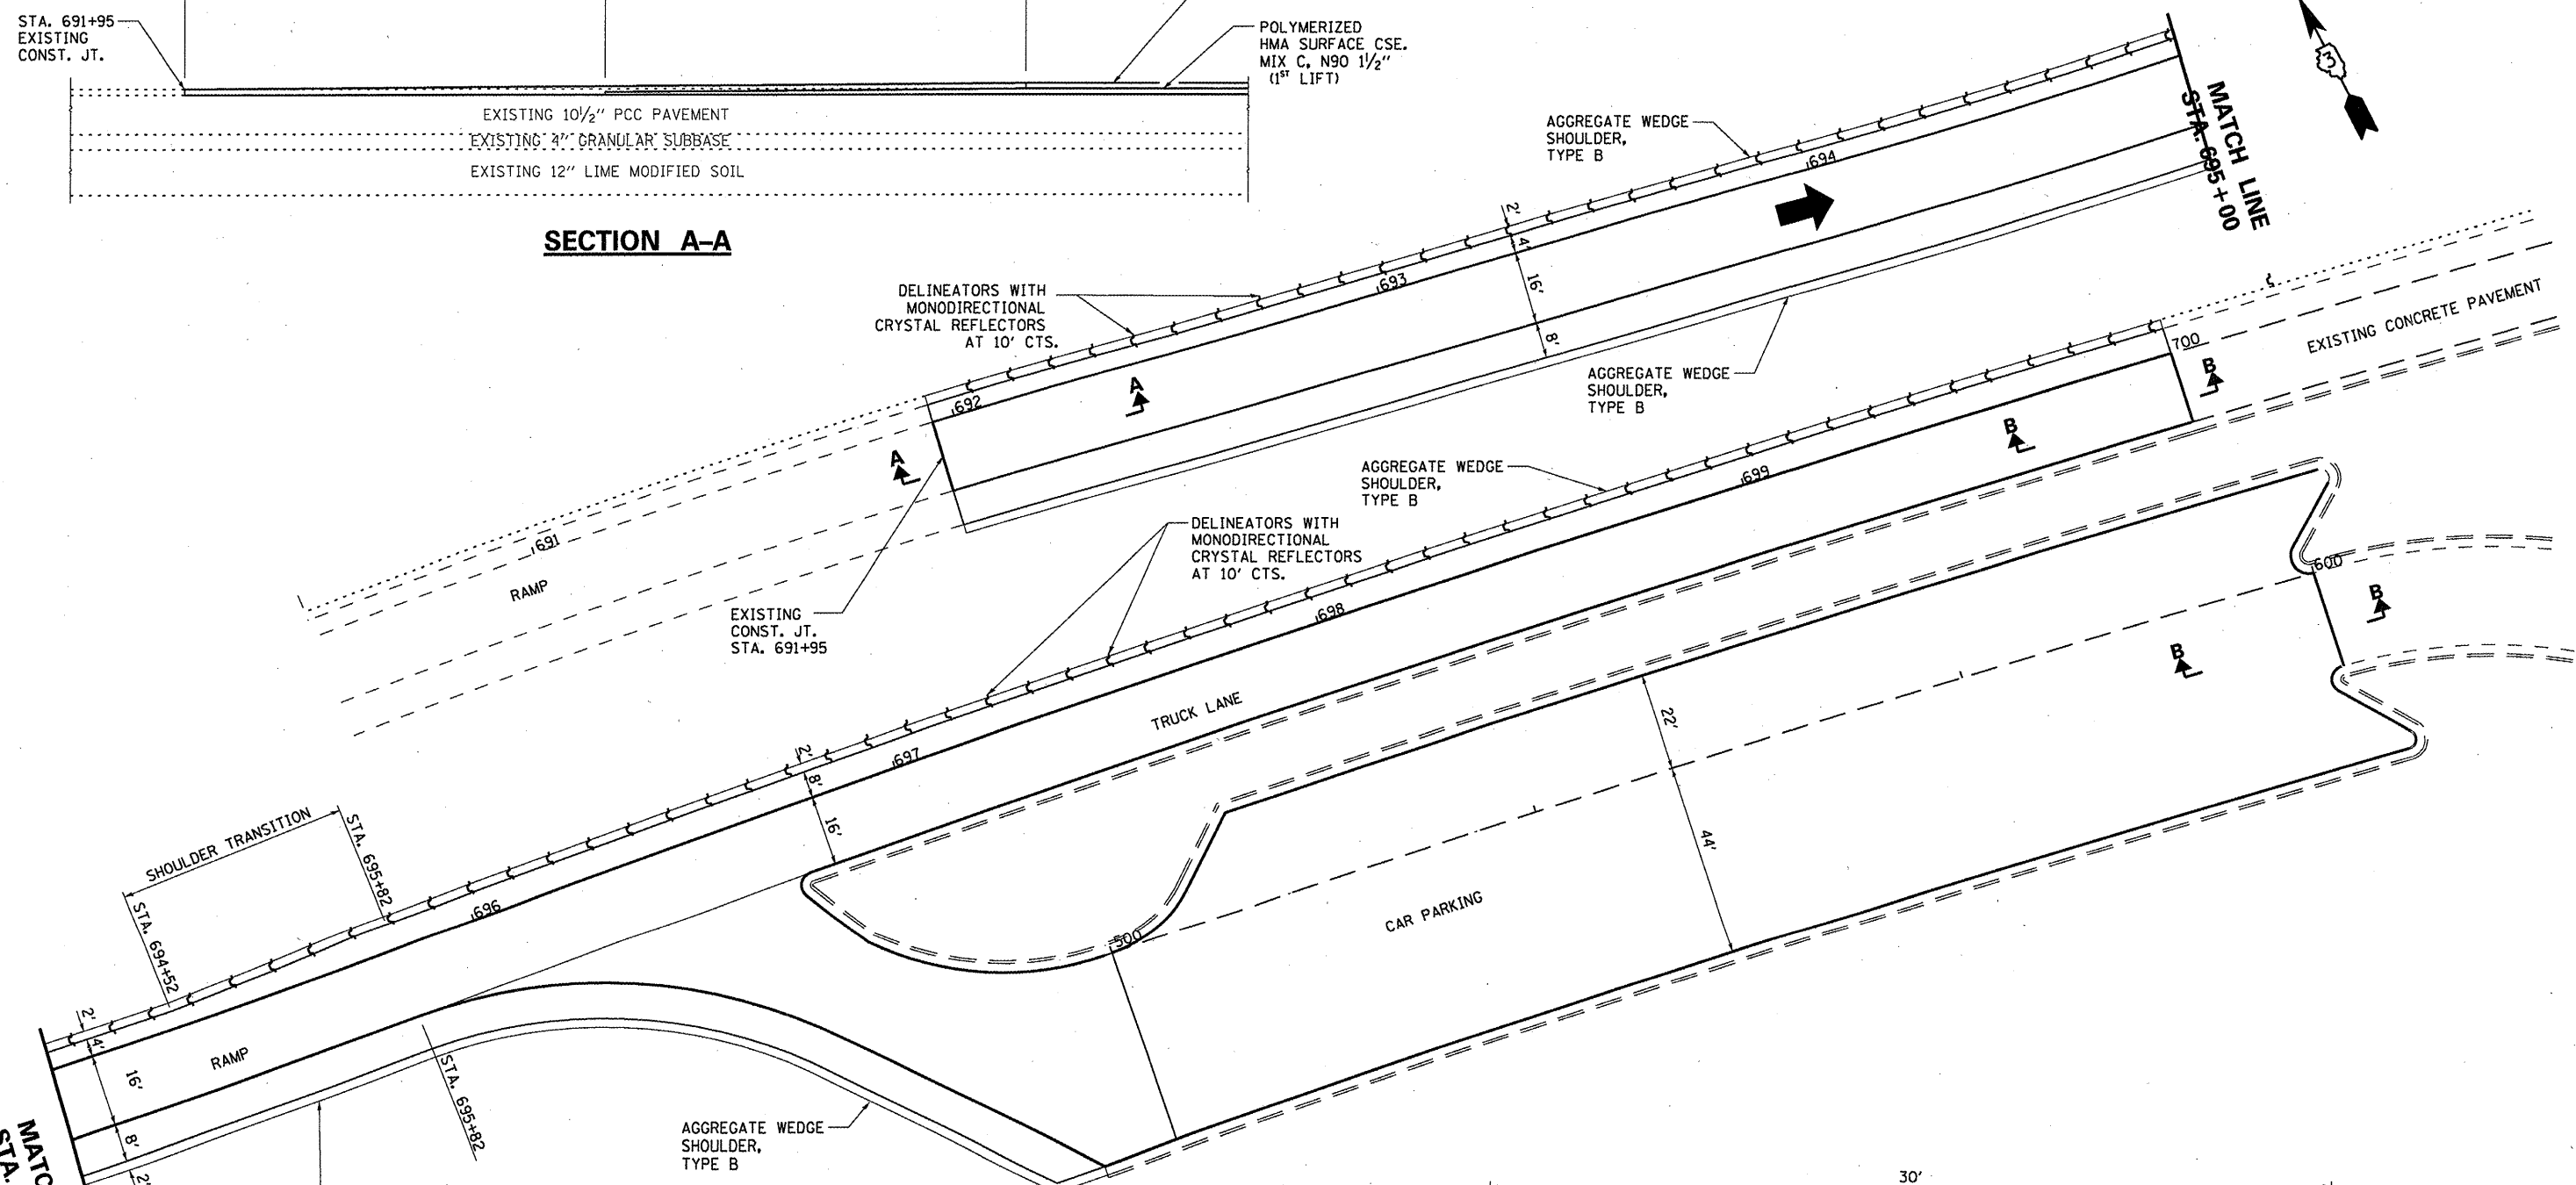 STA. 691+95
EXISTING
CONST. JT.
POLYMERIZED
HMA SURFACE CSE.
MIX C, N90 1½"
(1ST LIFT)
EXISTING 10½" PCC PAVEMENT
EXISTING 4" GRANULAR SUBBASE
EXISTING 12" LIME MODIFIED SOIL
SECTION A-A
3
MATCH LINE
STA. 695+00
AGGREGATE WEDGE
SHOULDER,
TYPE B
694
2'
4'
16'
8'
693
DELINEATORS WITH
MONODIRECTIONAL
CRYSTAL REFLECTORS
AT 10' CTS.
692
A
A
691
RAMP
EXISTING
CONST. JT.
STA. 691+95
AGGREGATE WEDGE
SHOULDER,
TYPE B
EXISTING CONCRETE PAVEMENT
700
B
B
699
AGGREGATE WEDGE
SHOULDER,
TYPE B
DELINEATORS WITH
MONODIRECTIONAL
CRYSTAL REFLECTORS
AT 10' CTS.
698
600
B
B
TRUCK LANE
697
2'
8'
16'
22'
44'
CAR PARKING
500
SHOULDER TRANSITION
STA. 695+82
STA. 694+52
696
2'
4'
16'
8'
2'
RAMP
STA. 695+82
AGGREGATE WEDGE
SHOULDER,
TYPE B
MATC
STA.
30'